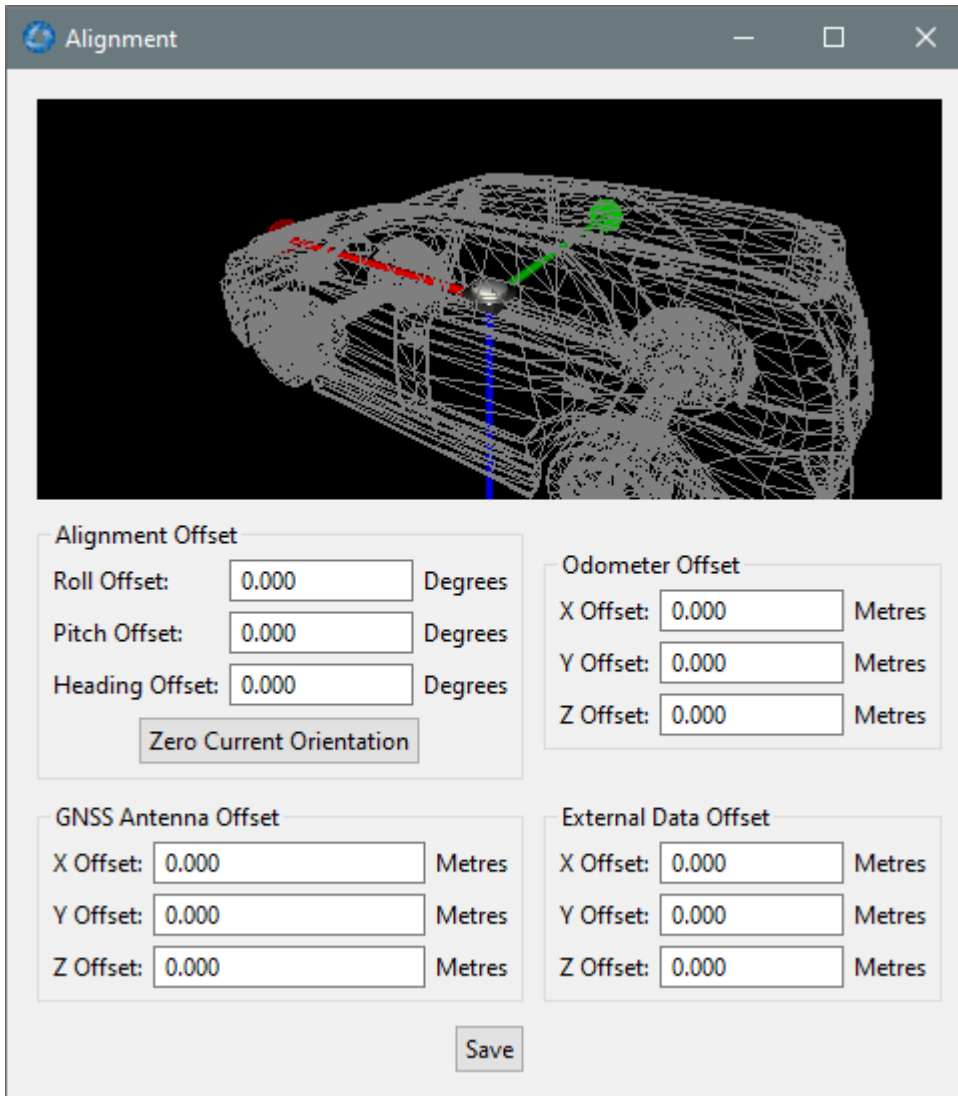 Alignment
Alignment Offset
Roll Offset: 0.000 Degrees
Pitch Offset: 0.000 Degrees
Heading Offset: 0.000 Degrees
Zero Current Orientation
Odometer Offset
X Offset: 0.000 Metres
Y Offset: 0.000 Metres
Z Offset: 0.000 Metres
GNSS Antenna Offset
X Offset: 0.000 Metres
Y Offset: 0.000 Metres
Z Offset: 0.000 Metres
External Data Offset
X Offset: 0.000 Metres
Y Offset: 0.000 Metres
Z Offset: 0.000 Metres
Save